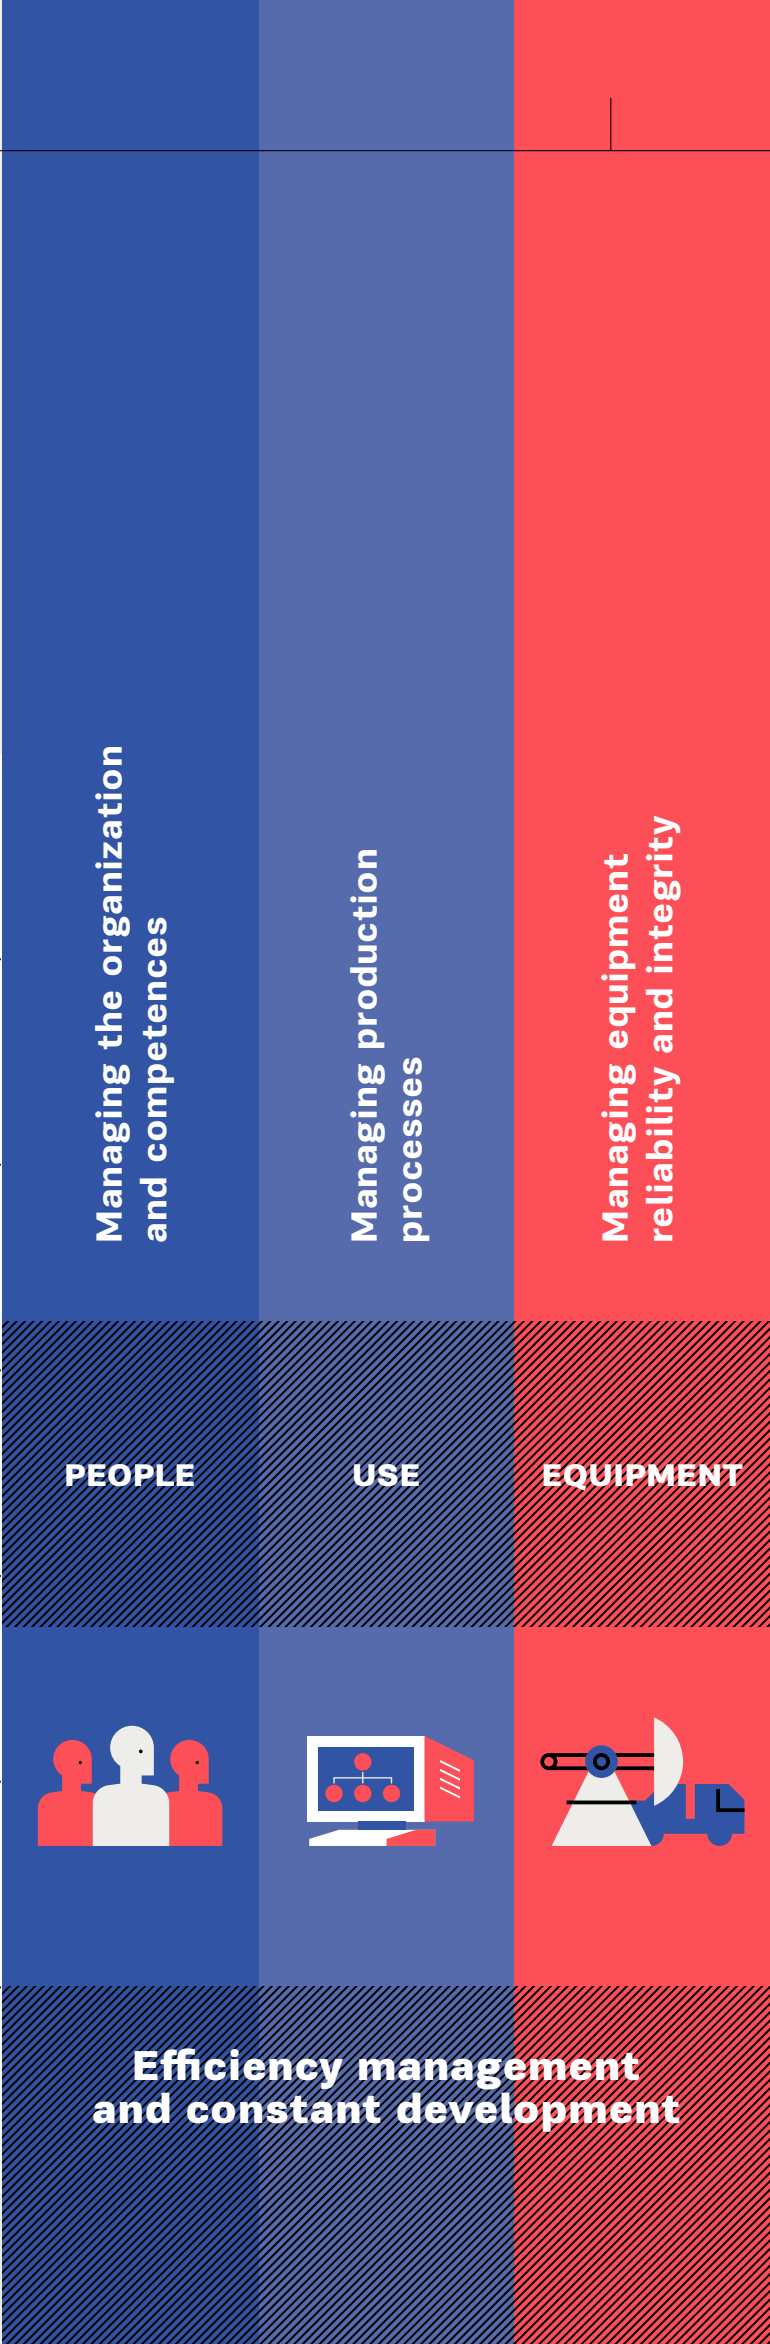 Managing the organization
and competences
Managing production
processes
Managing equipment
reliability and integrity
PEOPLE
USE
EQUIPMENT
Efficiency management
and constant development